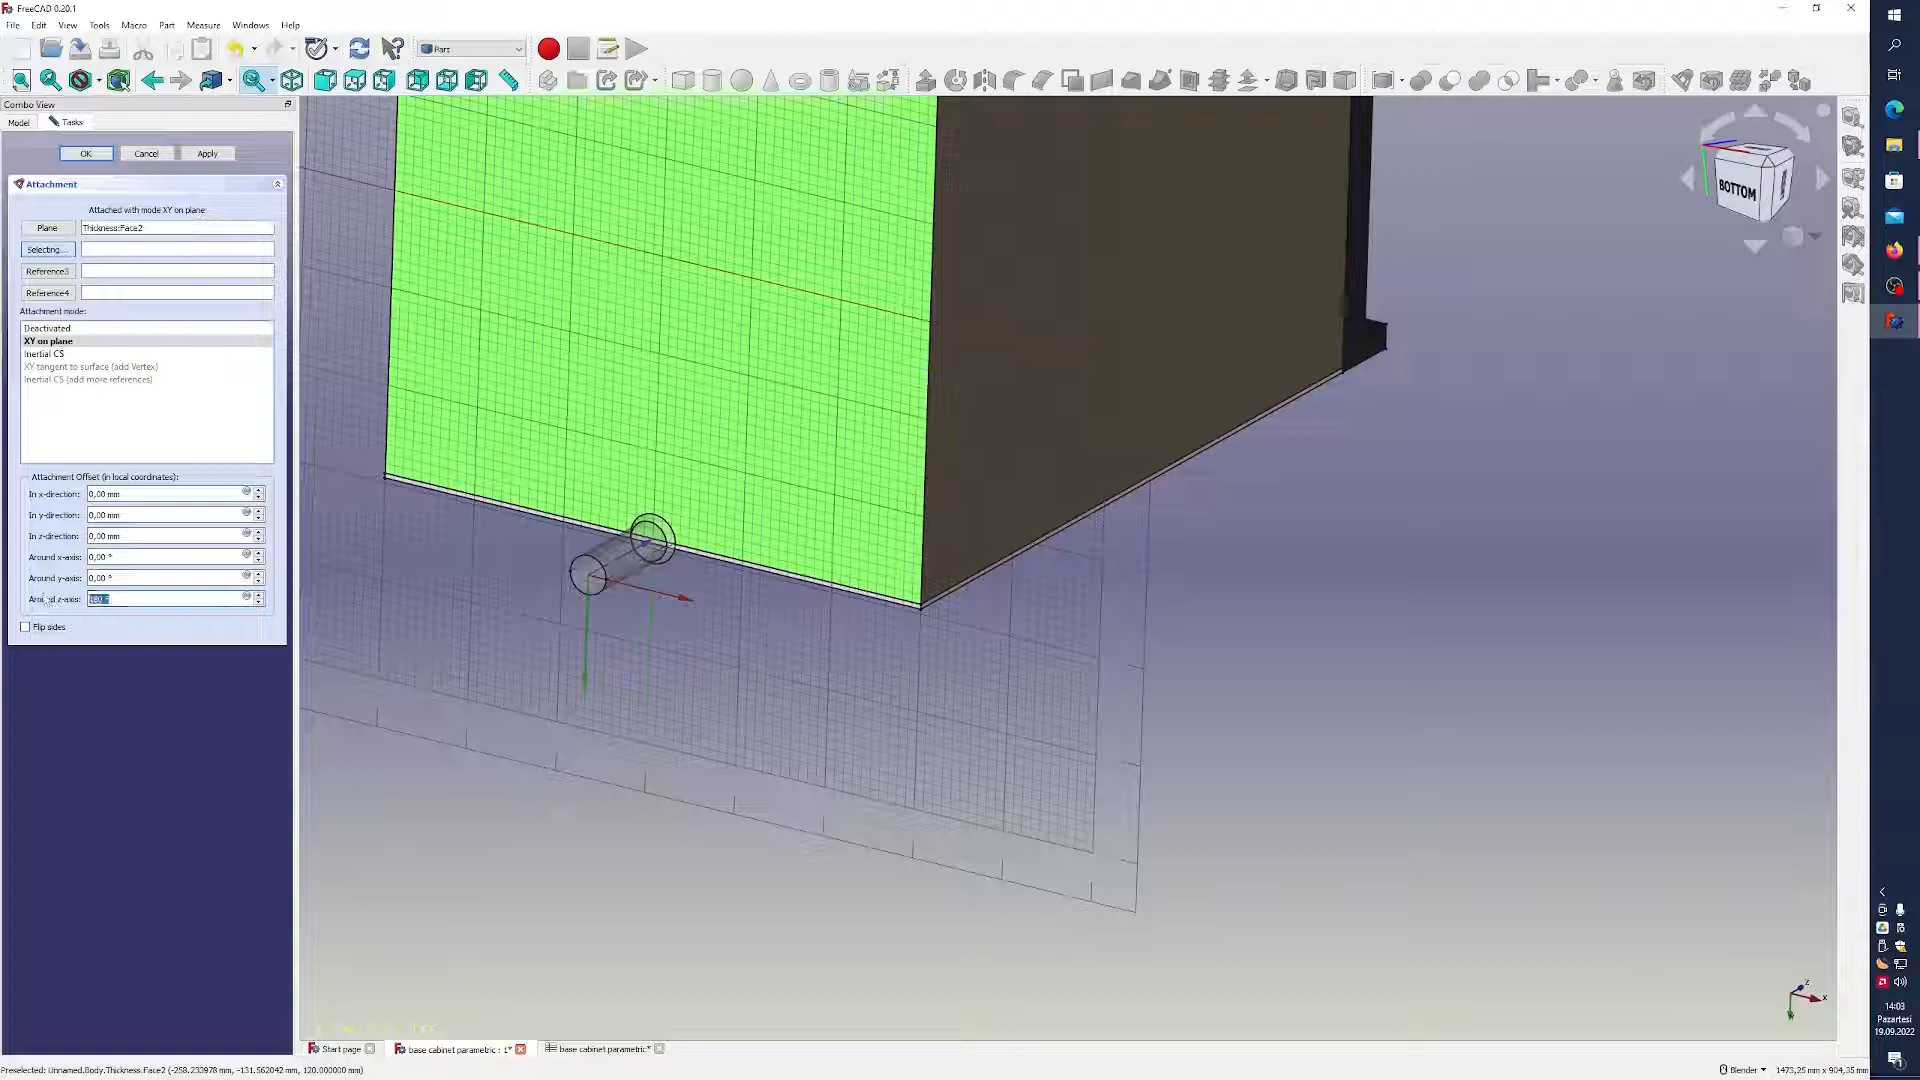 FreeCAD 0.20.1
File Edit View Tools Macro Part Measure Windows Help
Part
Combo View
Model Tasks
OK Cancel Apply
Attachment
Attached with mode XY on plane
Plane Thickness:Face2
Selecting...
Reference3
Reference4
Attachment mode:
Deactivated
XY on plane
Inertial CS
XY tangent to surface (add Vertex)
Inertial CS (add more references)
Attachment Offset (in local coordinates):
In x-direction: 0,00 mm
In y-direction: 0,00 mm
In z-direction: 0,00 mm
Around x-axis: 0,00 °
Around y-axis: 0,00 °
Around z-axis: 180 °
Flip sides
BOTTOM
z
x
Start page base cabinet parametric : 1* base cabinet parametric*
Preselected: Unnamed.Body.Thickness.Face2 (-258.233978 mm, -131.562042 mm, 120.000000 mm)
Blender 1473,25 mm x 904,35 mm
14:03
Pazartesi
19.09.2022